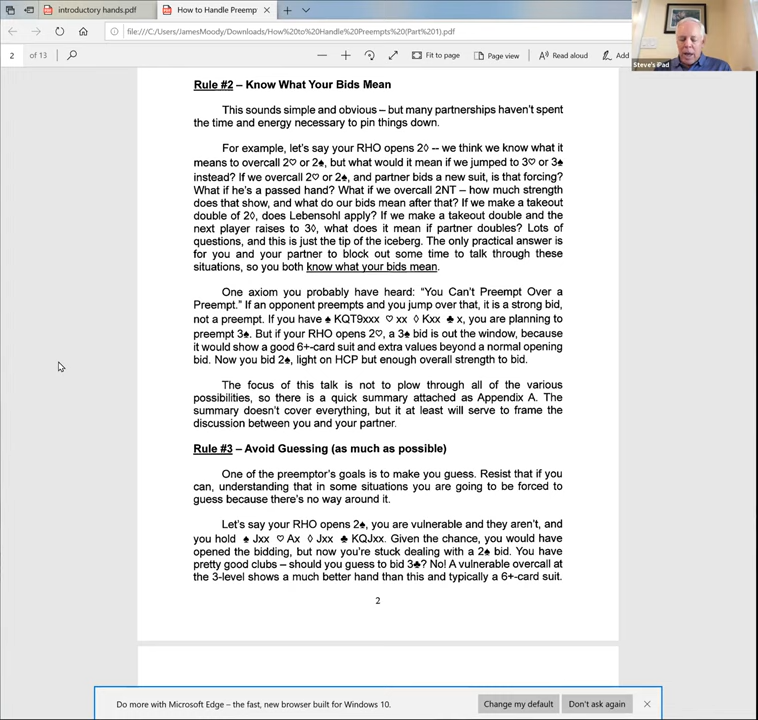 introductory hands.pdf
How to Handle Preemp
file:///C:/Users/JamesMoody/Downloads/How%20to%20Handle%20Preempts%20(Part%201).pdf
2 of 13
Fit to page
Page view
Read aloud
Add
Steve's iPad
Rule #2 – Know What Your Bids Mean
This sounds simple and obvious – but many partnerships haven't spent
the time and energy necessary to pin things down.
For example, let's say your RHO opens 2◊ -- we think we know what it
means to overcall 2♡ or 2♠, but what would it mean if we jumped to 3♡ or 3♠
instead? If we overcall 2♡ or 2♠, and partner bids a new suit, is that forcing?
What if he's a passed hand? What if we overcall 2NT – how much strength
does that show, and what do our bids mean after that? If we make a takeout
double of 2◊, does Lebensohl apply? If we make a takeout double and the
next player raises to 3◊, what does it mean if partner doubles? Lots of
questions, and this is just the tip of the iceberg. The only practical answer is
for you and your partner to block out some time to talk through these
situations, so you both know what your bids mean.
One axiom you probably have heard: "You Can't Preempt Over a
Preempt." If an opponent preempts and you jump over that, it is a strong bid,
not a preempt. If you have ♠ KQT9xxx ♡ xx ◊ Kxx ♣ x, you are planning to
preempt 3♠. But if your RHO opens 2♡, a 3♠ bid is out the window, because
it would show a good 6+-card suit and extra values beyond a normal opening
bid. Now you bid 2♠, light on HCP but enough overall strength to bid.
The focus of this talk is not to plow through all of the various
possibilities, so there is a quick summary attached as Appendix A. The
summary doesn't cover everything, but it at least will serve to frame the
discussion between you and your partner.
Rule #3 – Avoid Guessing (as much as possible)
One of the preemptor's goals is to make you guess. Resist that if you
can, understanding that in some situations you are going to be forced to
guess because there's no way around it.
Let's say your RHO opens 2♠, you are vulnerable and they aren't, and
you hold ♠ Jxx ♡ Ax ◊ Jxx ♣ KQJxx. Given the chance, you would have
opened the bidding, but now you're stuck dealing with a 2♠ bid. You have
pretty good clubs – should you guess to bid 3♣? No! A vulnerable overcall at
the 3-level shows a much better hand than this and typically a 6+-card suit.
2
Do more with Microsoft Edge – the fast, new browser built for Windows 10.
Change my default
Don't ask again